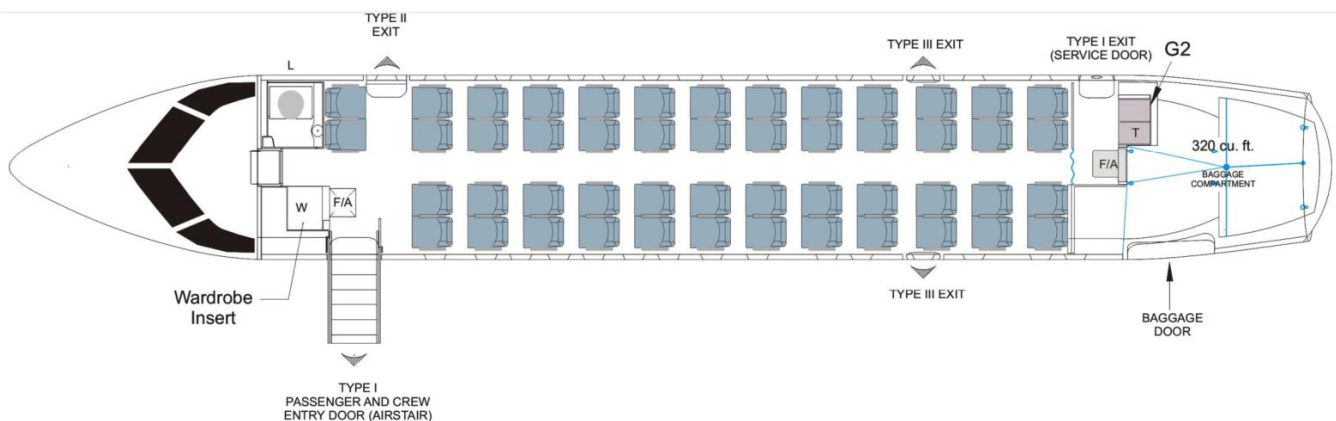 TYPE II
EXIT
TYPE III EXIT
TYPE I EXIT
(SERVICE DOOR)
G2
L
T
F/A
320 cu. ft.
BAGGAGE
COMPARTMENT
W
F/A
Wardrobe
Insert
TYPE III EXIT
BAGGAGE
DOOR
TYPE I
PASSENGER AND CREW
ENTRY DOOR (AIRSTAIR)